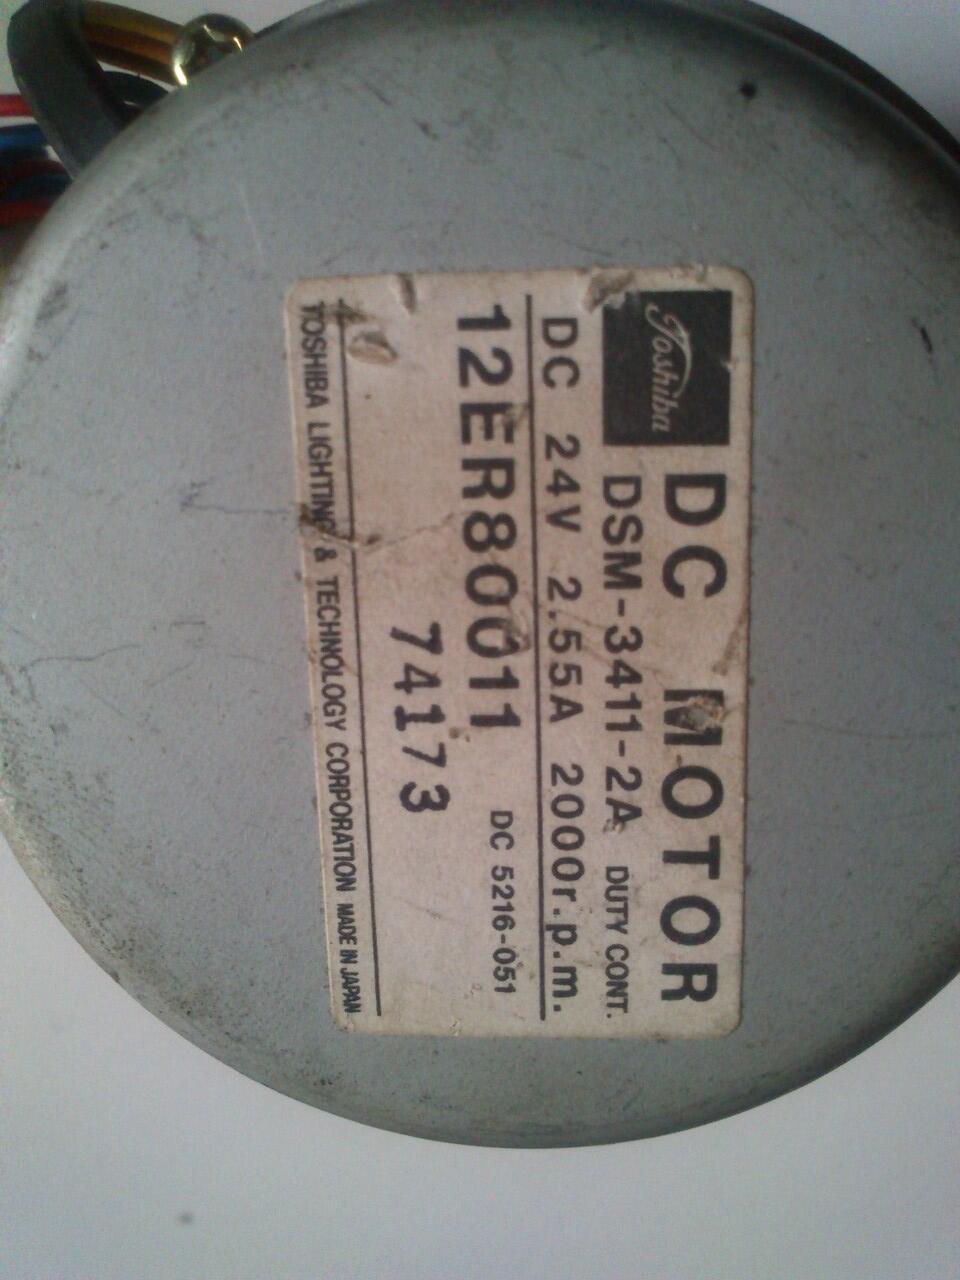 Toshiba
DC MOTOR
DSM-3411-2A DUTY CONT.
DC 24V 2.55A 2000r.p.m.
12ER80011 DC 5216-051
74173
TOSHIBA LIGHTING & TECHNOLOGY CORPORATION MADE IN JAPAN